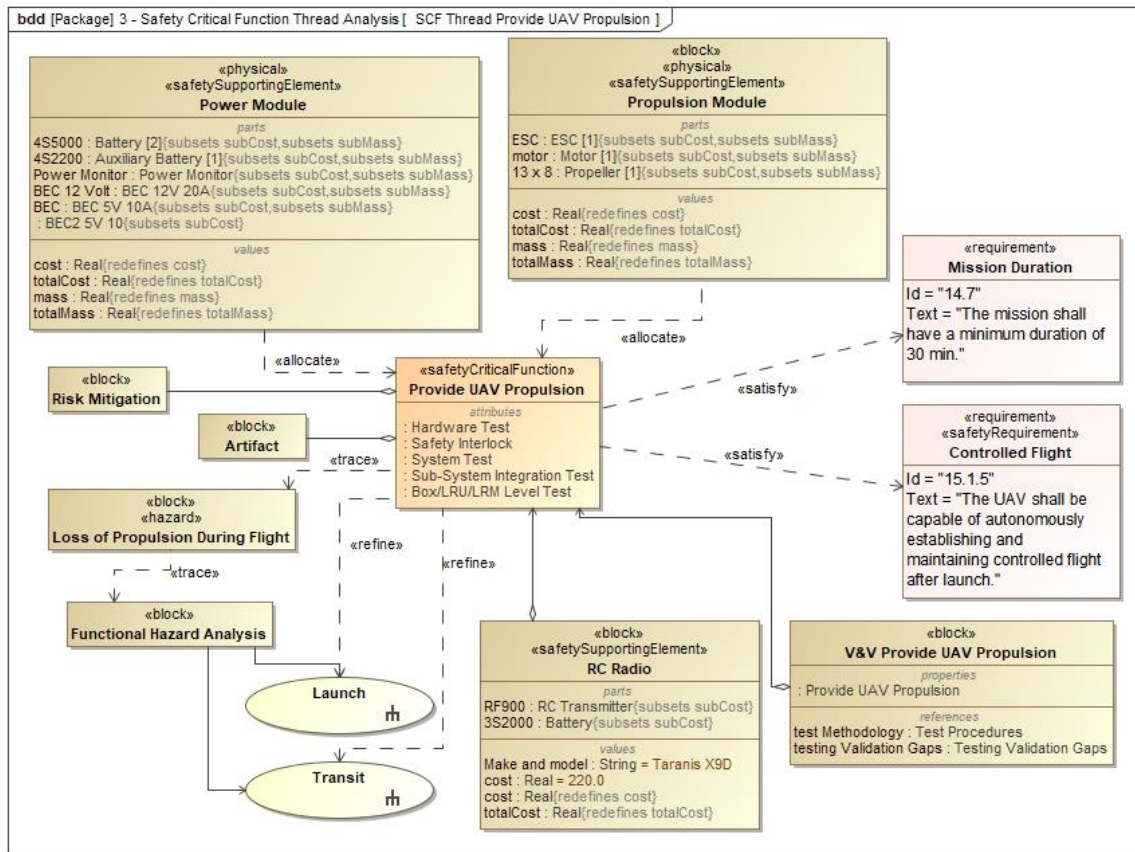 bdd [Package] 3 - Safety Critical Function Thread Analysis [ SCF Thread Provide UAV Propulsion ]
«physical»
«safetySupportingElement»
Power Module
parts
4S5000 : Battery [2]{subsets subCost,subsets subMass}
4S2200 : Auxiliary Battery [1]{subsets subCost,subsets subMass}
Power Monitor : Power Monitor{subsets subCost,subsets subMass}
BEC 12 Volt : BEC 12V 20A{subsets subCost,subsets subMass}
BEC : BEC 5V 10A{subsets subCost,subsets subMass}
: BEC2 5V 10{subsets subCost}
values
cost : Real{redefines cost}
totalCost : Real{redefines totalCost}
mass : Real{redefines mass}
totalMass : Real{redefines totalMass}
«block»
«physical»
«safetySupportingElement»
Propulsion Module
parts
ESC : ESC [1]{subsets subCost,subsets subMass}
motor : Motor [1]{subsets subCost,subsets subMass}
13 x 8 : Propeller [1]{subsets subCost,subsets subMass}
values
cost : Real{redefines cost}
totalCost : Real{redefines totalCost}
mass : Real{redefines mass}
totalMass : Real{redefines totalMass}
«requirement»
Mission Duration
Id = "14.7"
Text = "The mission shall
have a minimum duration of
30 min."
«allocate»
«allocate»
«block»
Risk Mitigation
«safetyCriticalFunction»
Provide UAV Propulsion
attributes
: Hardware Test
: Safety Interlock
: System Test
: Sub-System Integration Test
: Box/LRU/LRM Level Test
«satisfy»
«block»
Artifact
«requirement»
«safetyRequirement»
Controlled Flight
Id = "15.1.5"
Text = "The UAV shall be
capable of autonomously
establishing and
maintaining controlled flight
after launch."
«satisfy»
«trace»
«block»
«hazard»
Loss of Propulsion During Flight
«refine»
«refine»
«trace»
«block»
Functional Hazard Analysis
Launch
Transit
«block»
«safetySupportingElement»
RC Radio
parts
RF900 : RC Transmitter{subsets subCost}
3S2000 : Battery{subsets subCost}
values
Make and model : String = Taranis X9D
cost : Real = 220.0
cost : Real{redefines cost}
totalCost : Real{redefines totalCost}
«block»
V&V Provide UAV Propulsion
properties
: Provide UAV Propulsion
references
test Methodology : Test Procedures
testing Validation Gaps : Testing Validation Gaps